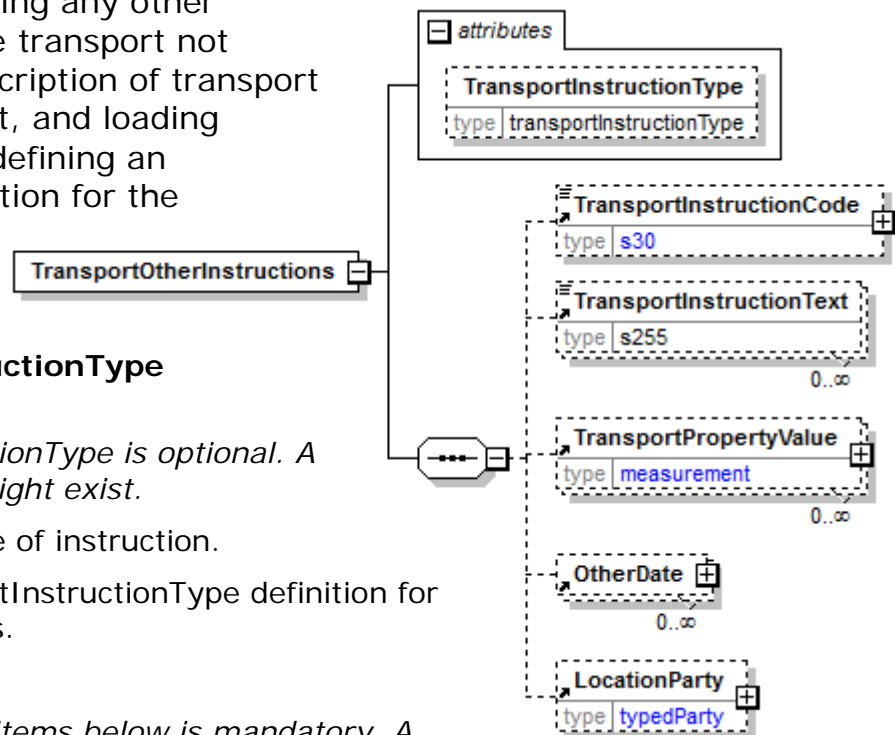 ing any other
e transport not
cription of transport
t, and loading
defining an
tion for the
attributes
TransportInstructionType
type transportInstructionType
TransportOtherInstructions
TransportInstructionCode
type s30
TransportInstructionText
type s255
0..∞
TransportPropertyValue
type measurement
0..∞
OtherDate
0..∞
LocationParty
type typedParty
uctionType
tionType is optional. A
ight exist.
e of instruction.
tInstructionType definition for
s.
items below is mandatory. A